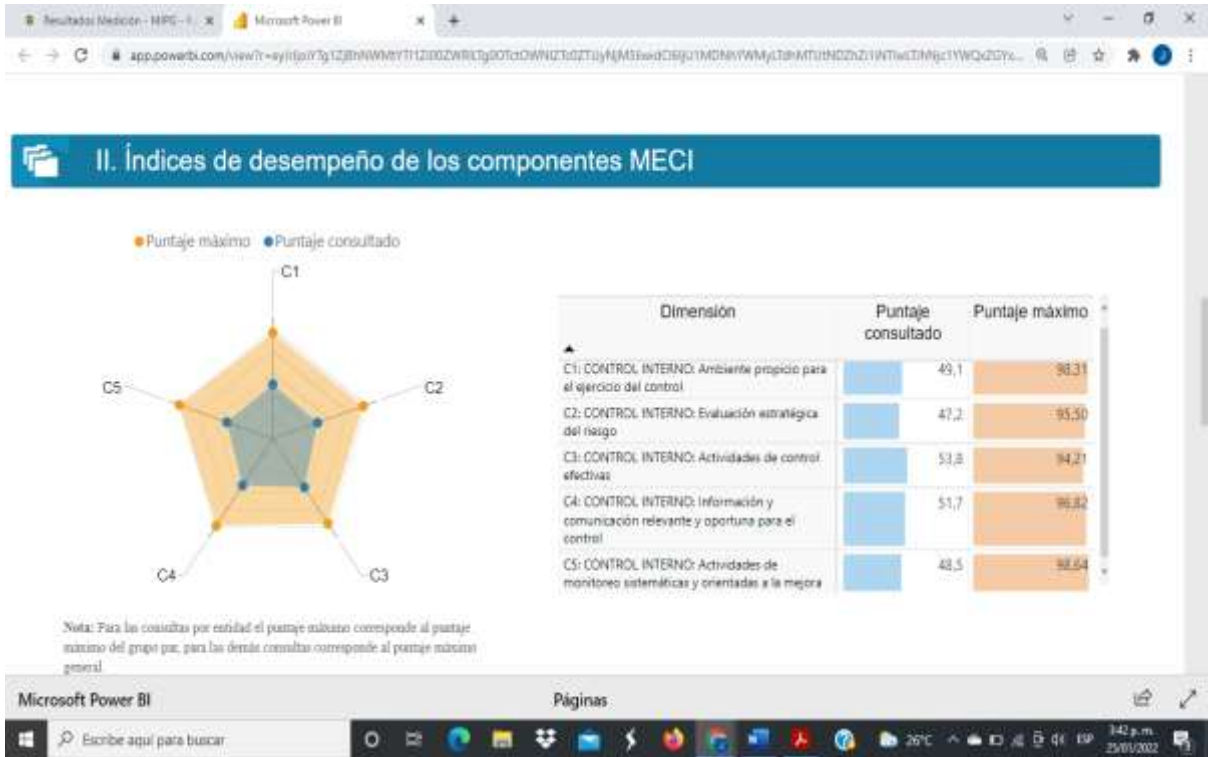 Resultados Medición - MIPG - I
Microsoft Power BI
II. Índices de desempeño de los componentes MECI
Puntaje máximo Puntaje consultado
C1
C2
C3
C4
C5
Dimensión Puntaje consultado Puntaje máximo
C1: CONTROL INTERNO: Ambiente propicio para 49,1 98,31
el ejercicio del control
C2: CONTROL INTERNO: Evaluación estratégica 47,2 95,50
del riesgo
C3: CONTROL INTERNO: Actividades de control 53,8 94,21
efectivas
C4: CONTROL INTERNO: Información y 51,7 96,82
comunicación relevante y oportuna para el
control
C5: CONTROL INTERNO: Actividades de 48,5 98,64
monitoreo sistemáticas y orientadas a la mejora
Nota: Para las consultas por entidad el puntaje máximo corresponde al puntaje
máximo del grupo par, para las demás consultas corresponde al puntaje máximo
general.
Microsoft Power BI Páginas
Escribe aquí para buscar
26°C ESP 3:42 p. m.
25/01/2022